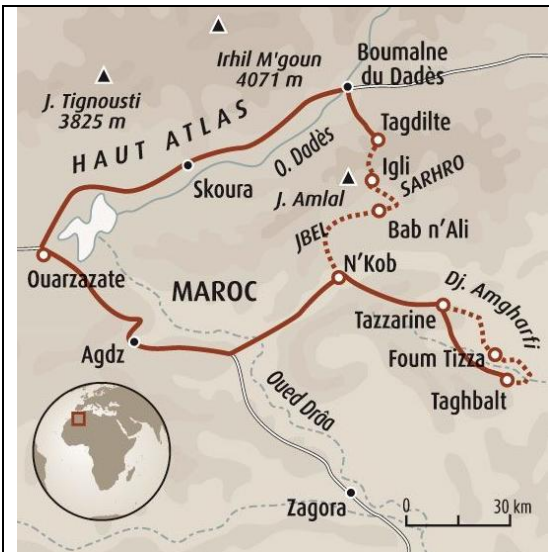 Irhil M'goun
4071 m
Boumalne
du Dadès
J. Tignousti
3825 m
HAUT ATLAS
Tagdilte
O. Dadès
Igli
SARHRO
Skoura
J. Amlal
Bab n'Ali
JBEL
N'Kob
Ouarzazate
MAROC
Dj. Amgharfi
Tazzarine
Agdz
Foum Tizza
Taghbalt
Oued Drâa
Zagora
0 30 km